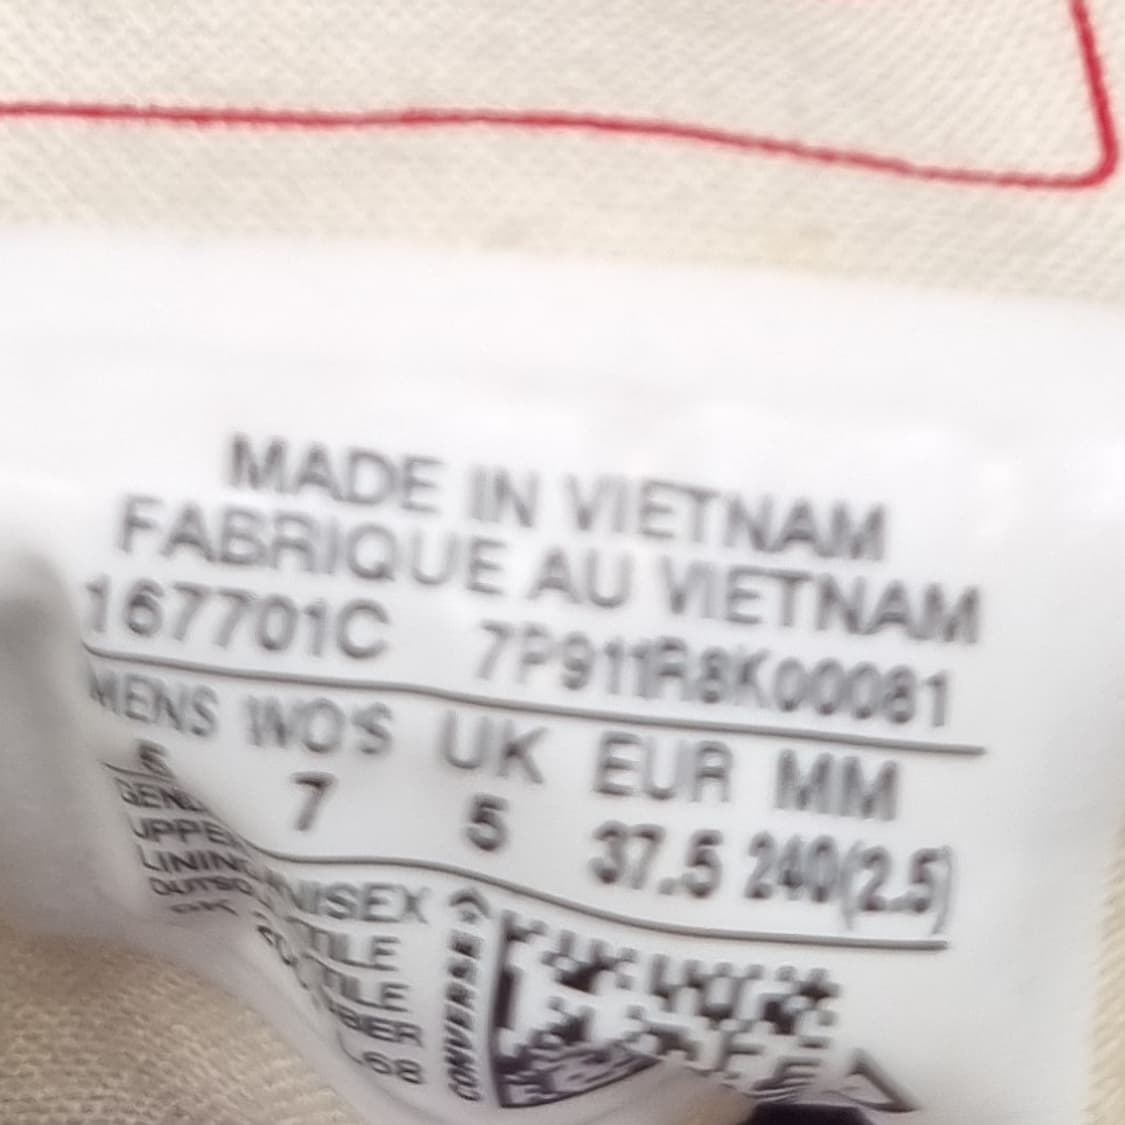 MADE IN VIETNAM
FABRIQUE AU VIETNAM
167701C 7P911R8K00081
MENS WO'S UK EUR MM
5 7 5 37.5 240(2.5)
UNISEX
CONVERSE